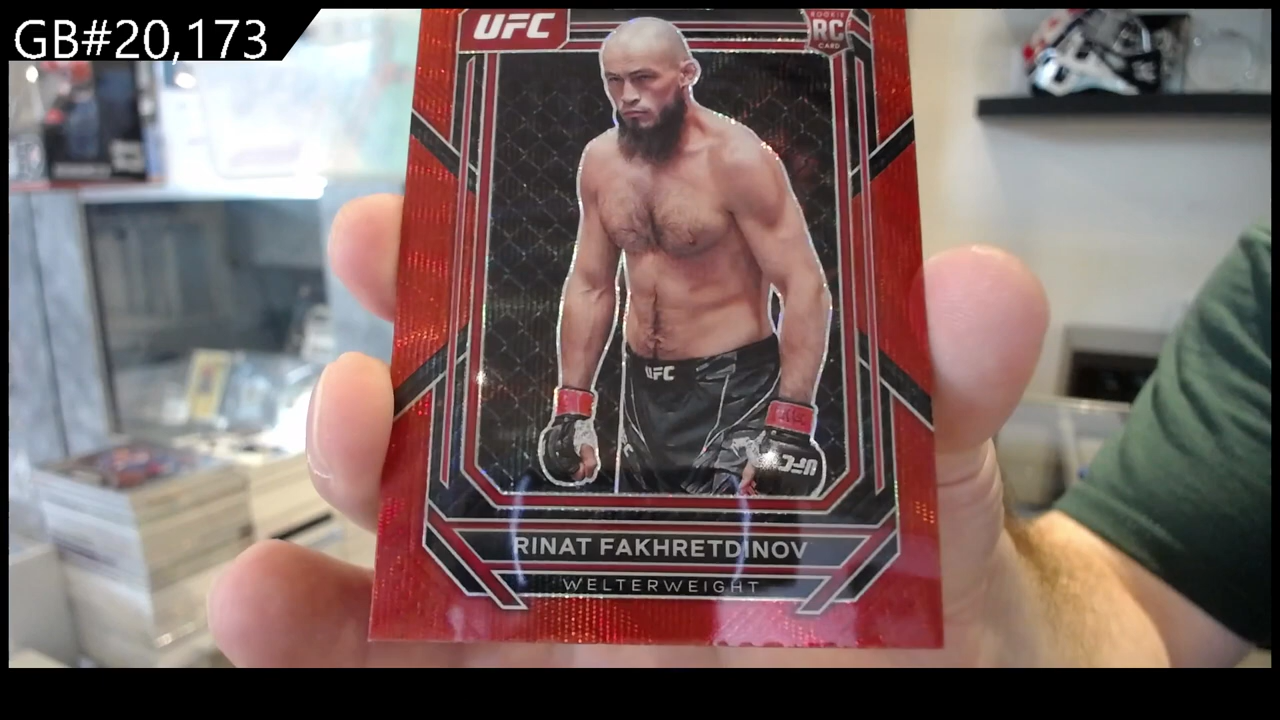 GB#20,173
UFC
ROOKIE
RC
CARD
UFC
UFC
RINAT FAKHRETDINOV
WELTERWEIGHT